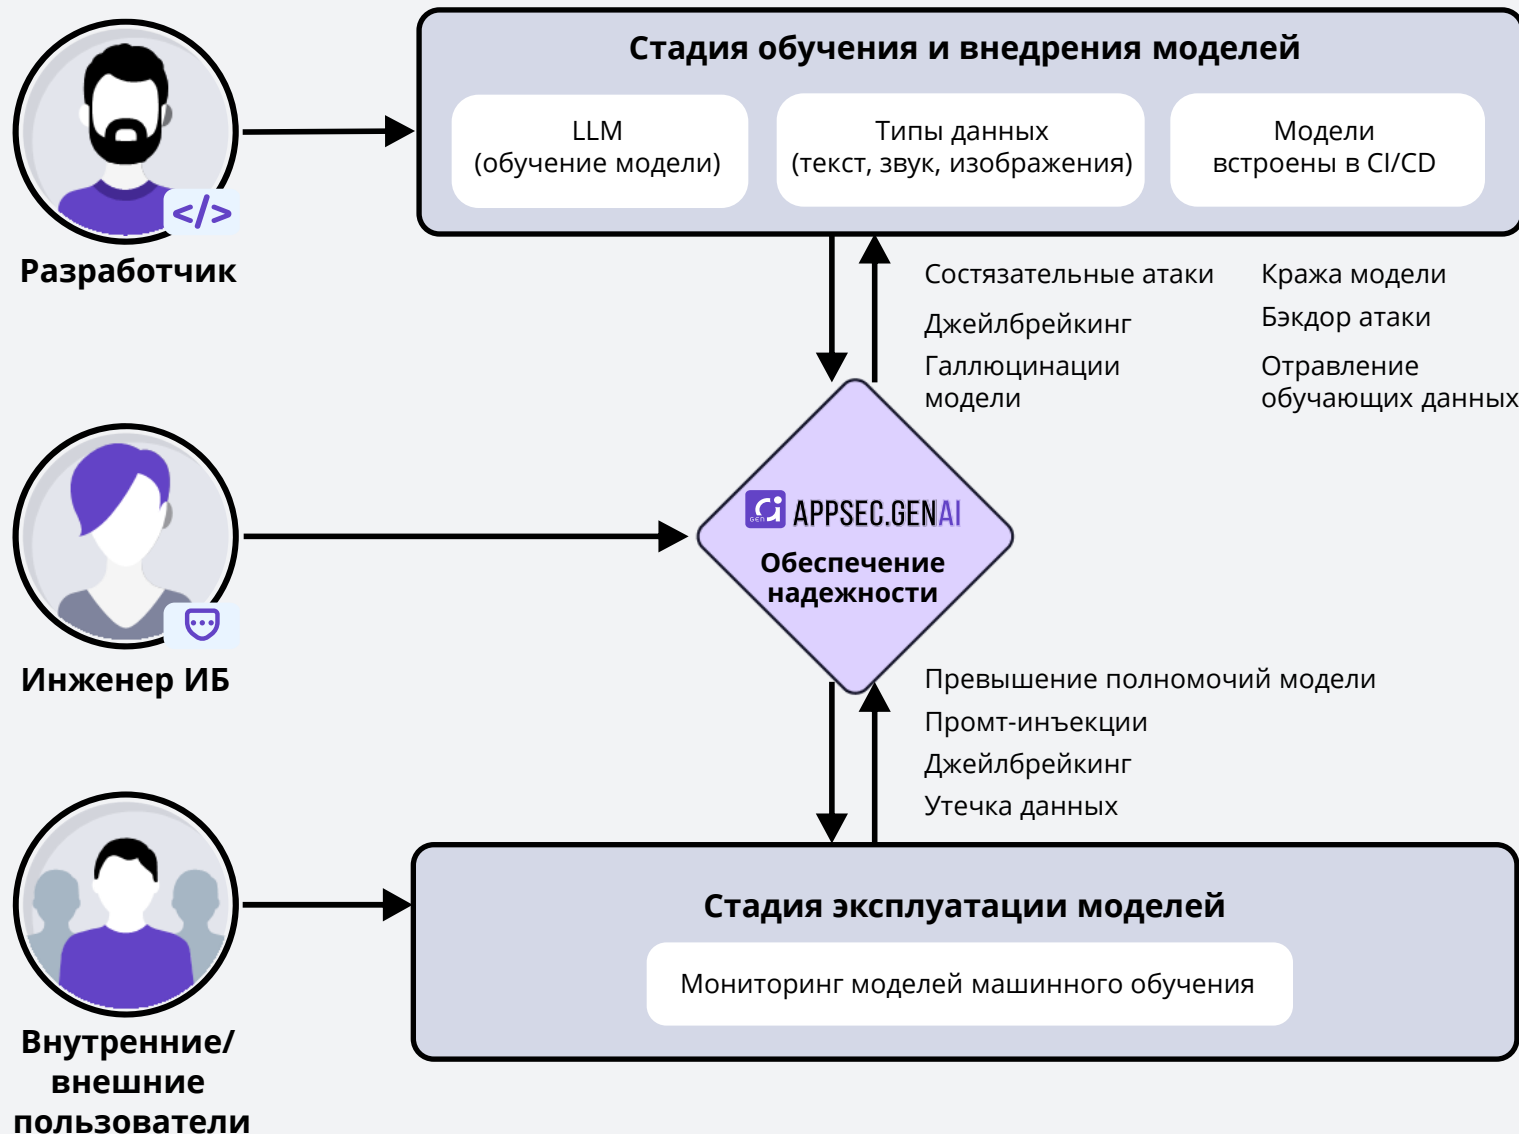 Стадия обучения и внедрения моделей
LLM
(обучение модели)
Типы данных
(текст, звук, изображения)
Модели
встроены в CI/CD
</>
Разработчик
Состязательные атаки
Джейлбрейкинг
Галлюцинации
модели
Кража модели
Бэкдор атаки
Отравление
обучающих данных
GEN
APPSEC.GENAI
Обеспечение
надежности
Инженер ИБ
Превышение полномочий модели
Промт-инъекции
Джейлбрейкинг
Утечка данных
Стадия эксплуатации моделей
Мониторинг моделей машинного обучения
Внутренние/
внешние
пользователи